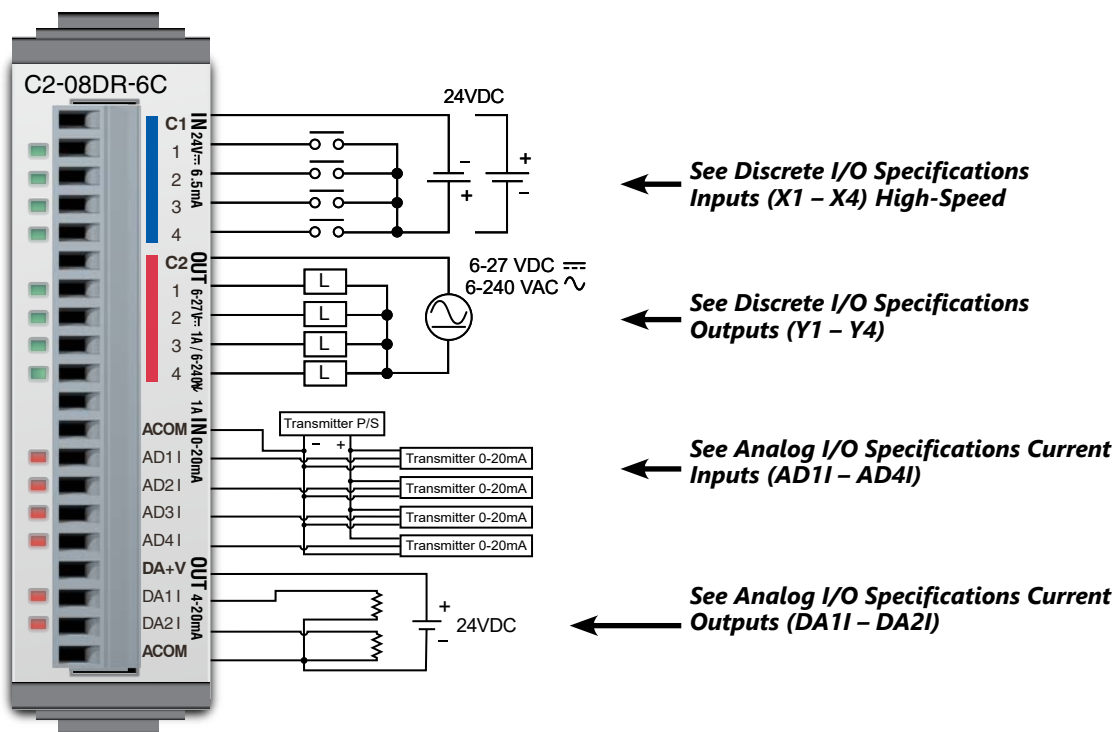 C2-08DR-6C
C1
1
2
3
4
IN 24V⎓ 6.5mA
24VDC
-
+
+
-
See Discrete I/O Specifications
Inputs (X1 – X4) High-Speed
C2
1
2
3
4
OUT 6-27V⎓ 1A / 6-240V∿ 1A
L
L
L
L
6-27 VDC ⎓
6-240 VAC ∿
See Discrete I/O Specifications
Outputs (Y1 – Y4)
ACOM
AD1I
AD2I
AD3I
AD4I
IN 0-20mA
Transmitter P/S
- +
Transmitter 0-20mA
Transmitter 0-20mA
Transmitter 0-20mA
Transmitter 0-20mA
See Analog I/O Specifications Current
Inputs (AD1I – AD4I)
DA+V
DA1I
DA2I
ACOM
OUT 4-20mA
+
24VDC
-
See Analog I/O Specifications Current
Outputs (DA1I – DA2I)